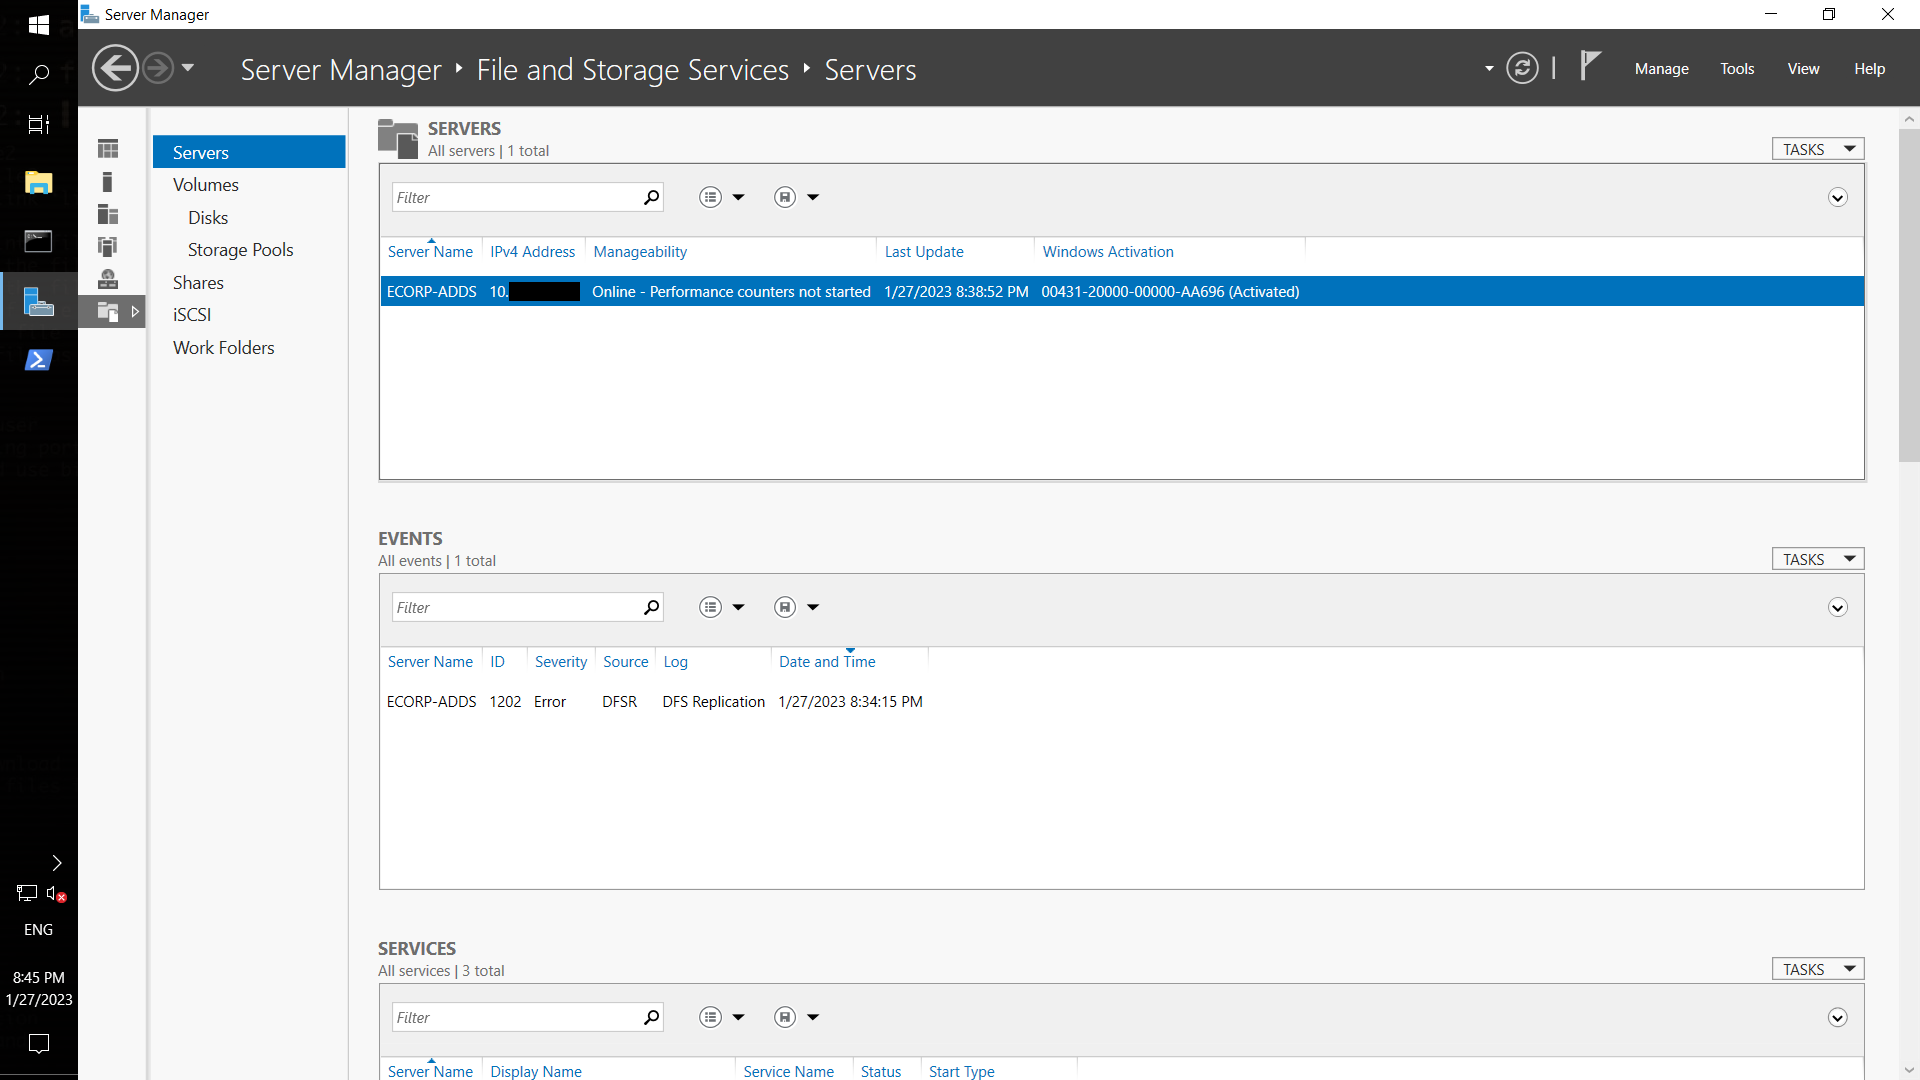 Server Manager
Server Manager ‣ File and Storage Services ‣ Servers
Manage Tools View Help
Servers
Volumes
Disks
Storage Pools
Shares
iSCSI
Work Folders
SERVERS
All servers | 1 total
TASKS
Filter
Server Name IPv4 Address Manageability Last Update Windows Activation
ECORP-ADDS 10. Online - Performance counters not started 1/27/2023 8:38:52 PM 00431-20000-00000-AA696 (Activated)
EVENTS
All events | 1 total
TASKS
Filter
Server Name ID Severity Source Log Date and Time
ECORP-ADDS 1202 Error DFSR DFS Replication 1/27/2023 8:34:15 PM
SERVICES
All services | 3 total
TASKS
Filter
Server Name Display Name Service Name Status Start Type
ENG
8:45 PM
1/27/2023